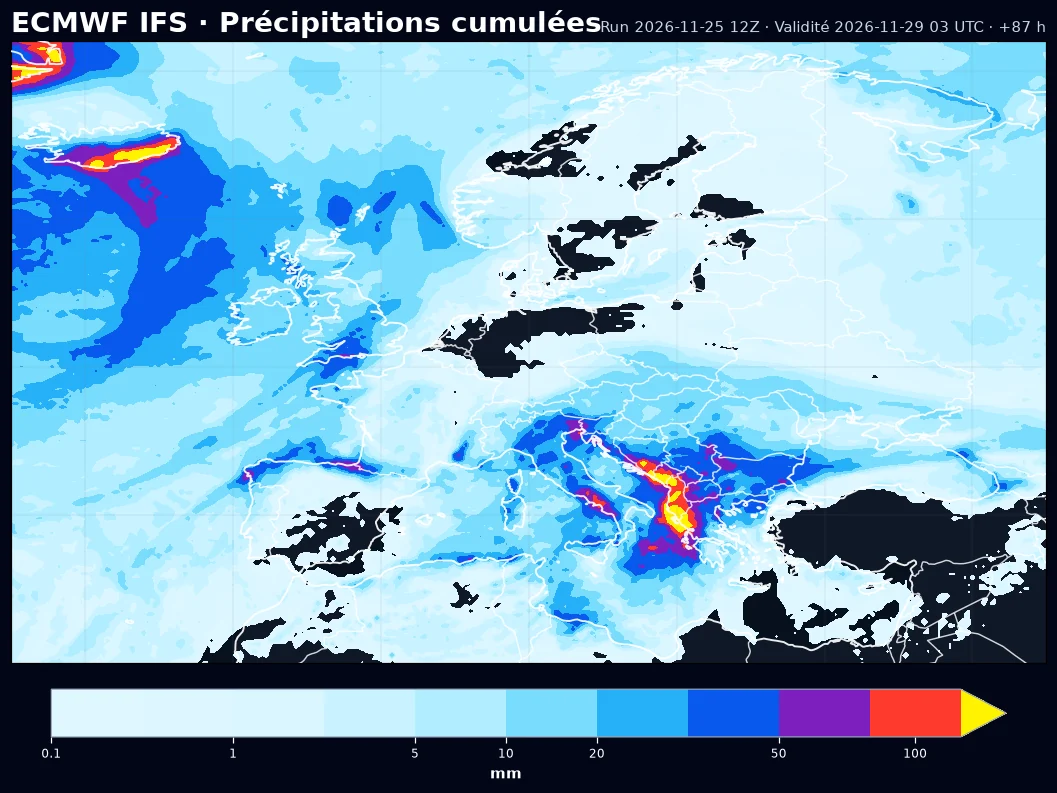 ECMWF IFS · Précipitations cumulées
Run 2026-11-25 12Z · Validité 2026-11-29 03 UTC · +87 h
0.1 1 5 10 20 50 100
mm